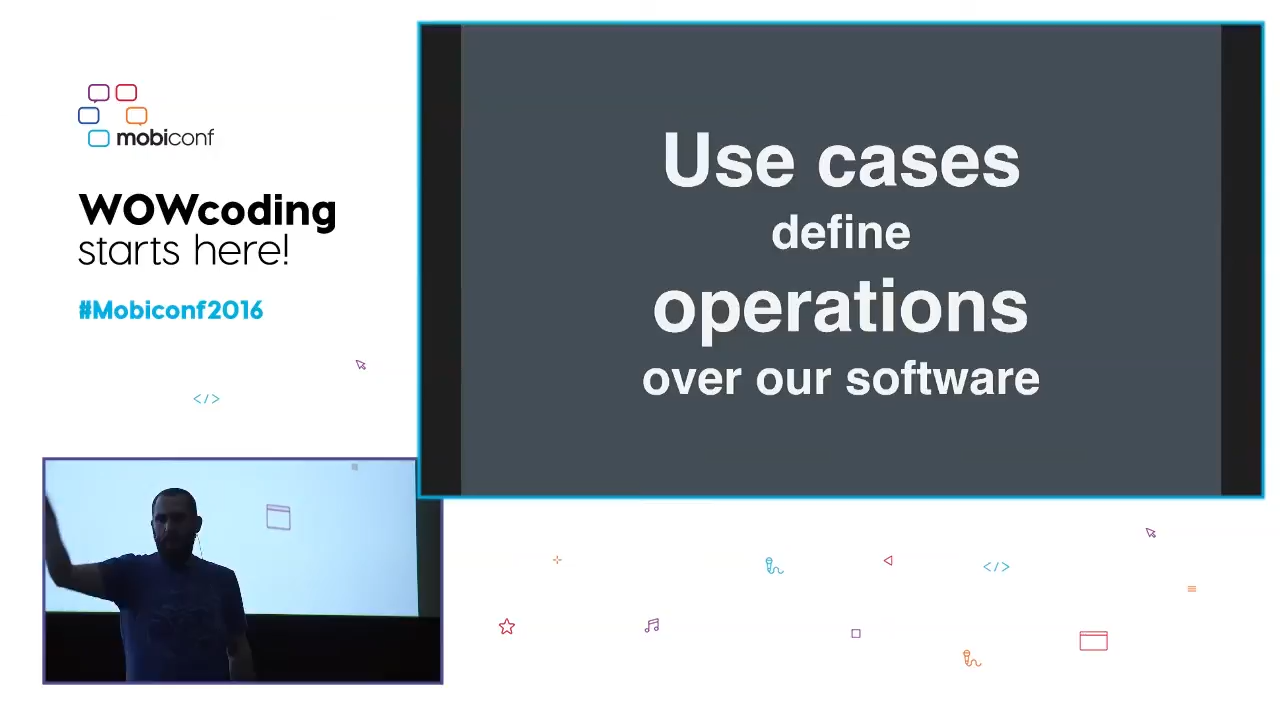 mobiconf
WOWcoding
starts here!
#Mobiconf2016
Use cases
define
operations
over our software